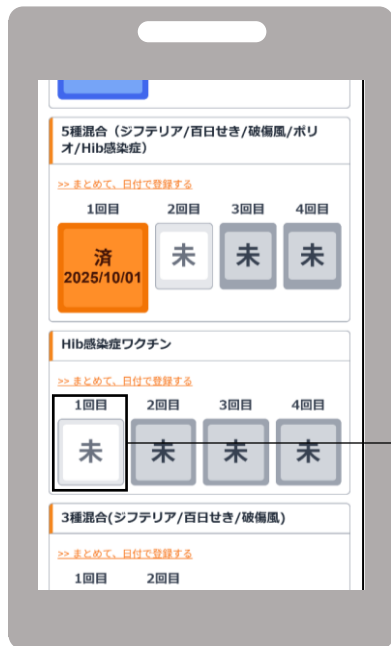 5種混合（ジフテリア/百日せき/破傷風/ポリ
オ/Hib感染症）
>> まとめて、日付で登録する
1回目 2回目 3回目 4回目
済 未 未 未
2025/10/01
Hib感染症ワクチン
>> まとめて、日付で登録する
1回目 2回目 3回目 4回目
未 未 未 未
3種混合(ジフテリア/百日せき/破傷風)
>> まとめて、日付で登録する
1回目 2回目